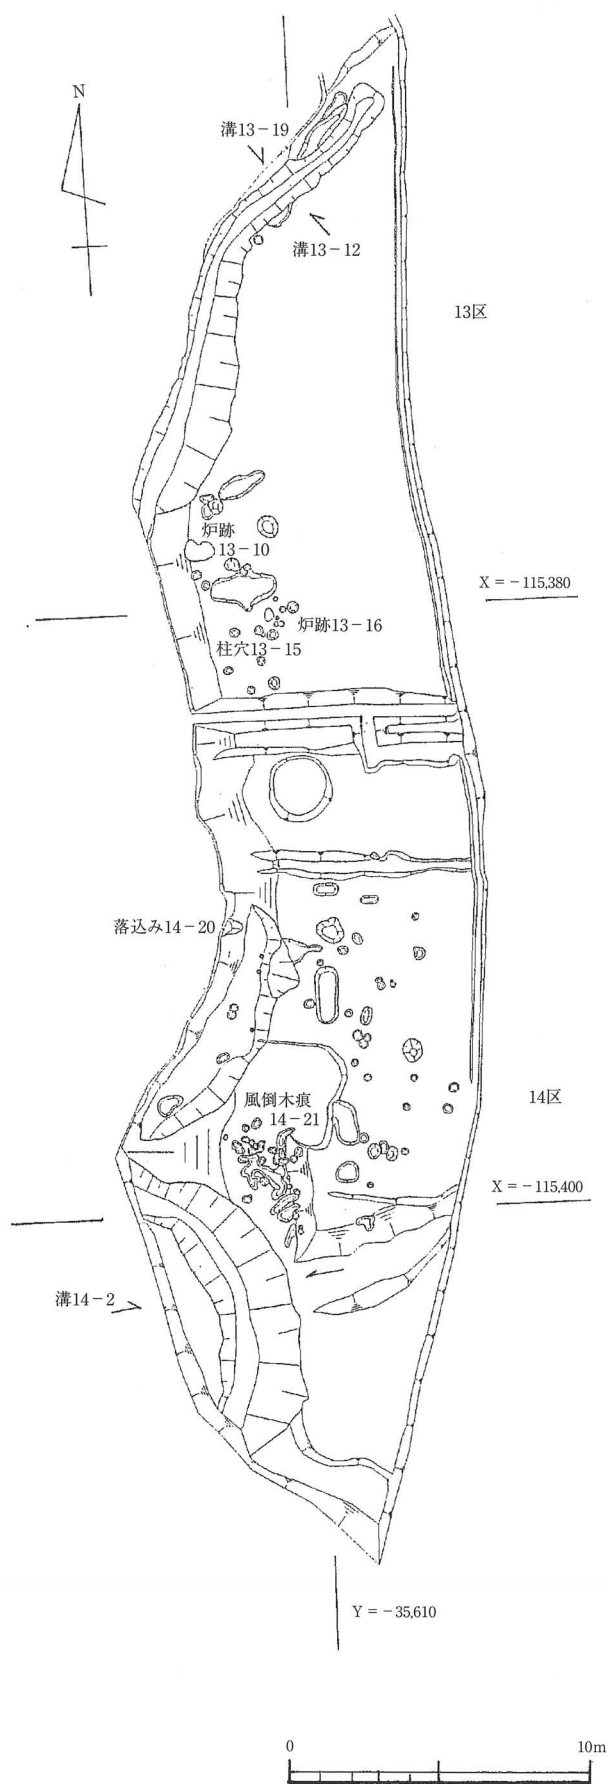 N
溝13-19
溝13-12
13区
炉跡
13-10
X = -115,380
炉跡13-16
柱穴13-15
落込み14-20
風倒木痕
14-21
14区
X = -115,400
溝14-2
Y = -35,610
0
10m